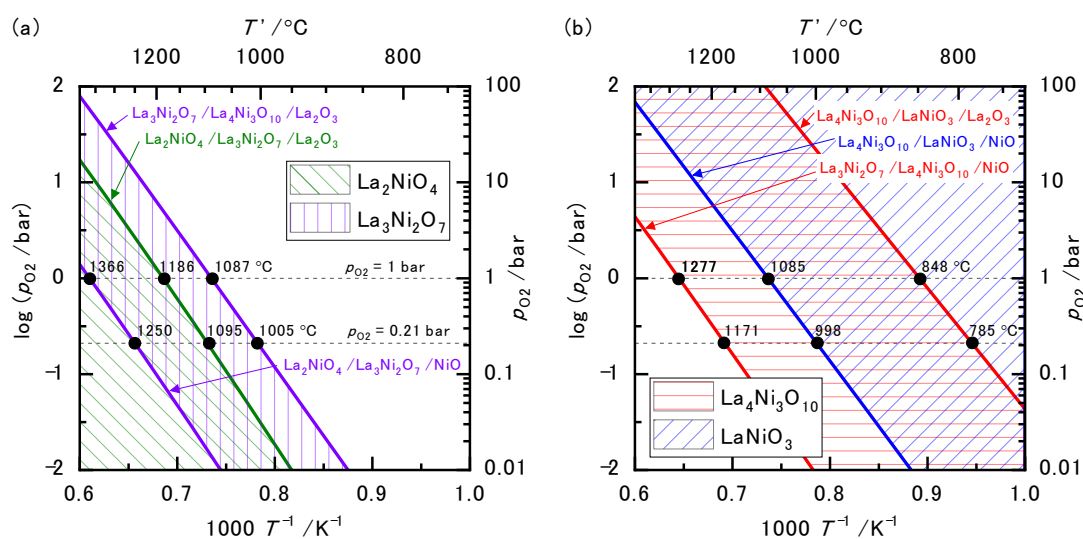 (a)
T' /°C
1200 1000 800
2
1
0
−1
−2
log (pO2 /bar)
100
10
1
0.1
0.01
pO2 /bar
La3Ni2O7 /La4Ni3O10 /La2O3
La2NiO4 /La3Ni2O7 /La2O3
La2NiO4
La3Ni2O7
1366 1186 1087 °C
pO2 = 1 bar
1250 1095 1005 °C
pO2 = 0.21 bar
La2NiO4 /La3Ni2O7 /NiO
0.6 0.7 0.8 0.9 1.0
1000 T−1 /K−1
(b)
T' /°C
1200 1000 800
2
1
0
−1
−2
log (pO2 /bar)
100
10
1
0.1
0.01
pO2 /bar
La4Ni3O10 /LaNiO3 /La2O3
La4Ni3O10 /LaNiO3 /NiO
La3Ni2O7 /La4Ni3O10 /NiO
1277 1085 848 °C
1171 998 785 °C
La4Ni3O10
LaNiO3
0.6 0.7 0.8 0.9 1.0
1000 T−1 /K−1